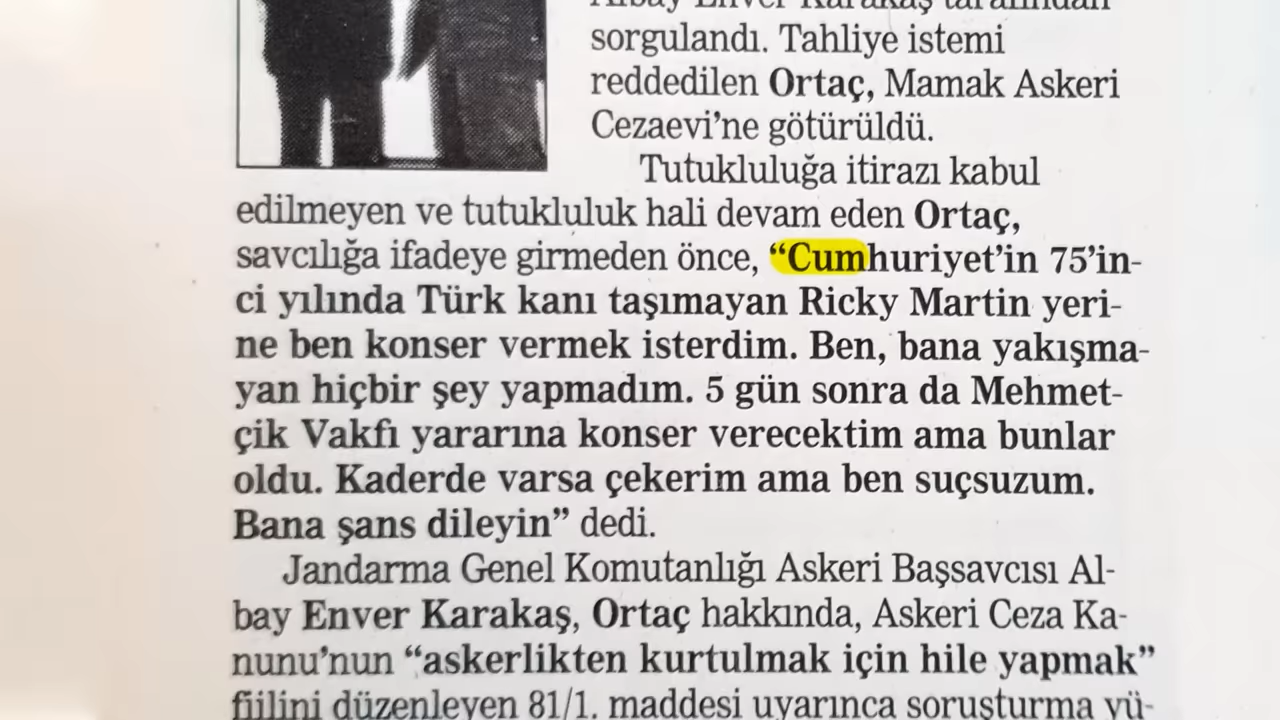 Albay Enver Karakaş tarafından
sorgulandı. Tahliye istemi
reddedilen Ortaç, Mamak Askeri
Cezaevi’ne götürüldü.
Tutukluluğa itirazı kabul
edilmeyen ve tutukluluk hali devam eden Ortaç,
savcılığa ifadeye girmeden önce, “Cumhuriyet’in 75’in-
ci yılında Türk kanı taşımayan Ricky Martin yeri-
ne ben konser vermek isterdim. Ben, bana yakışma-
yan hiçbir şey yapmadım. 5 gün sonra da Mehmet-
çik Vakfı yararına konser verecektim ama bunlar
oldu. Kaderde varsa çekerim ama ben suçsuzum.
Bana şans dileyin” dedi.
Jandarma Genel Komutanlığı Askeri Başsavcısı Al-
bay Enver Karakaş, Ortaç hakkında, Askeri Ceza Ka-
nunu’nun “askerlikten kurtulmak için hile yapmak”
fiilini düzenleyen 81/1. maddesi uyarınca soruşturma yü-